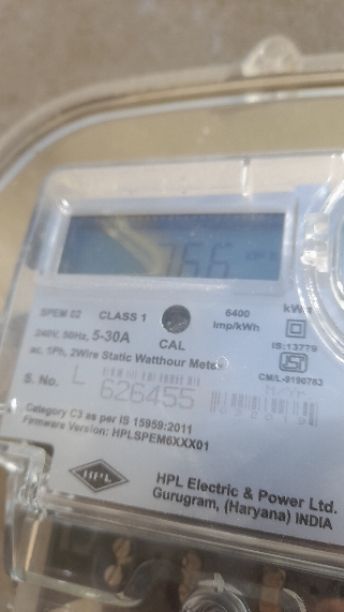 766
SPEM 02 CLASS 1 6400 kWh
240V, 50Hz, 5-30A CAL Imp/kWh IS:13779
ac, 1Ph, 2Wire Static Watthour Meter
CM/L-9190763
S. No. L 626455
Category C3 as per IS 15959:2011
Firmware Version: HPLSPEM6XXX01
HPL
HPL Electric & Power Ltd.
Gurugram, (Haryana) INDIA